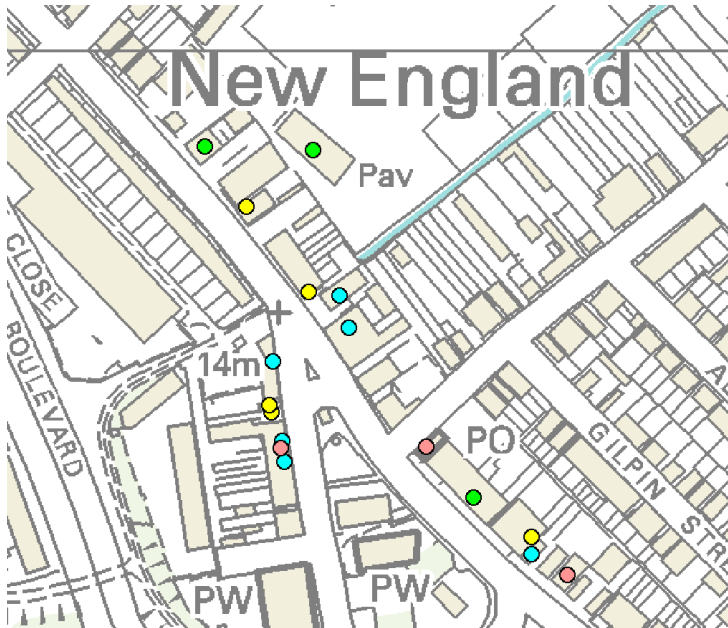 New England
Pav
CLOSE
BOULEVARD
14m
PO
GILPIN
STR
A
PW
PW